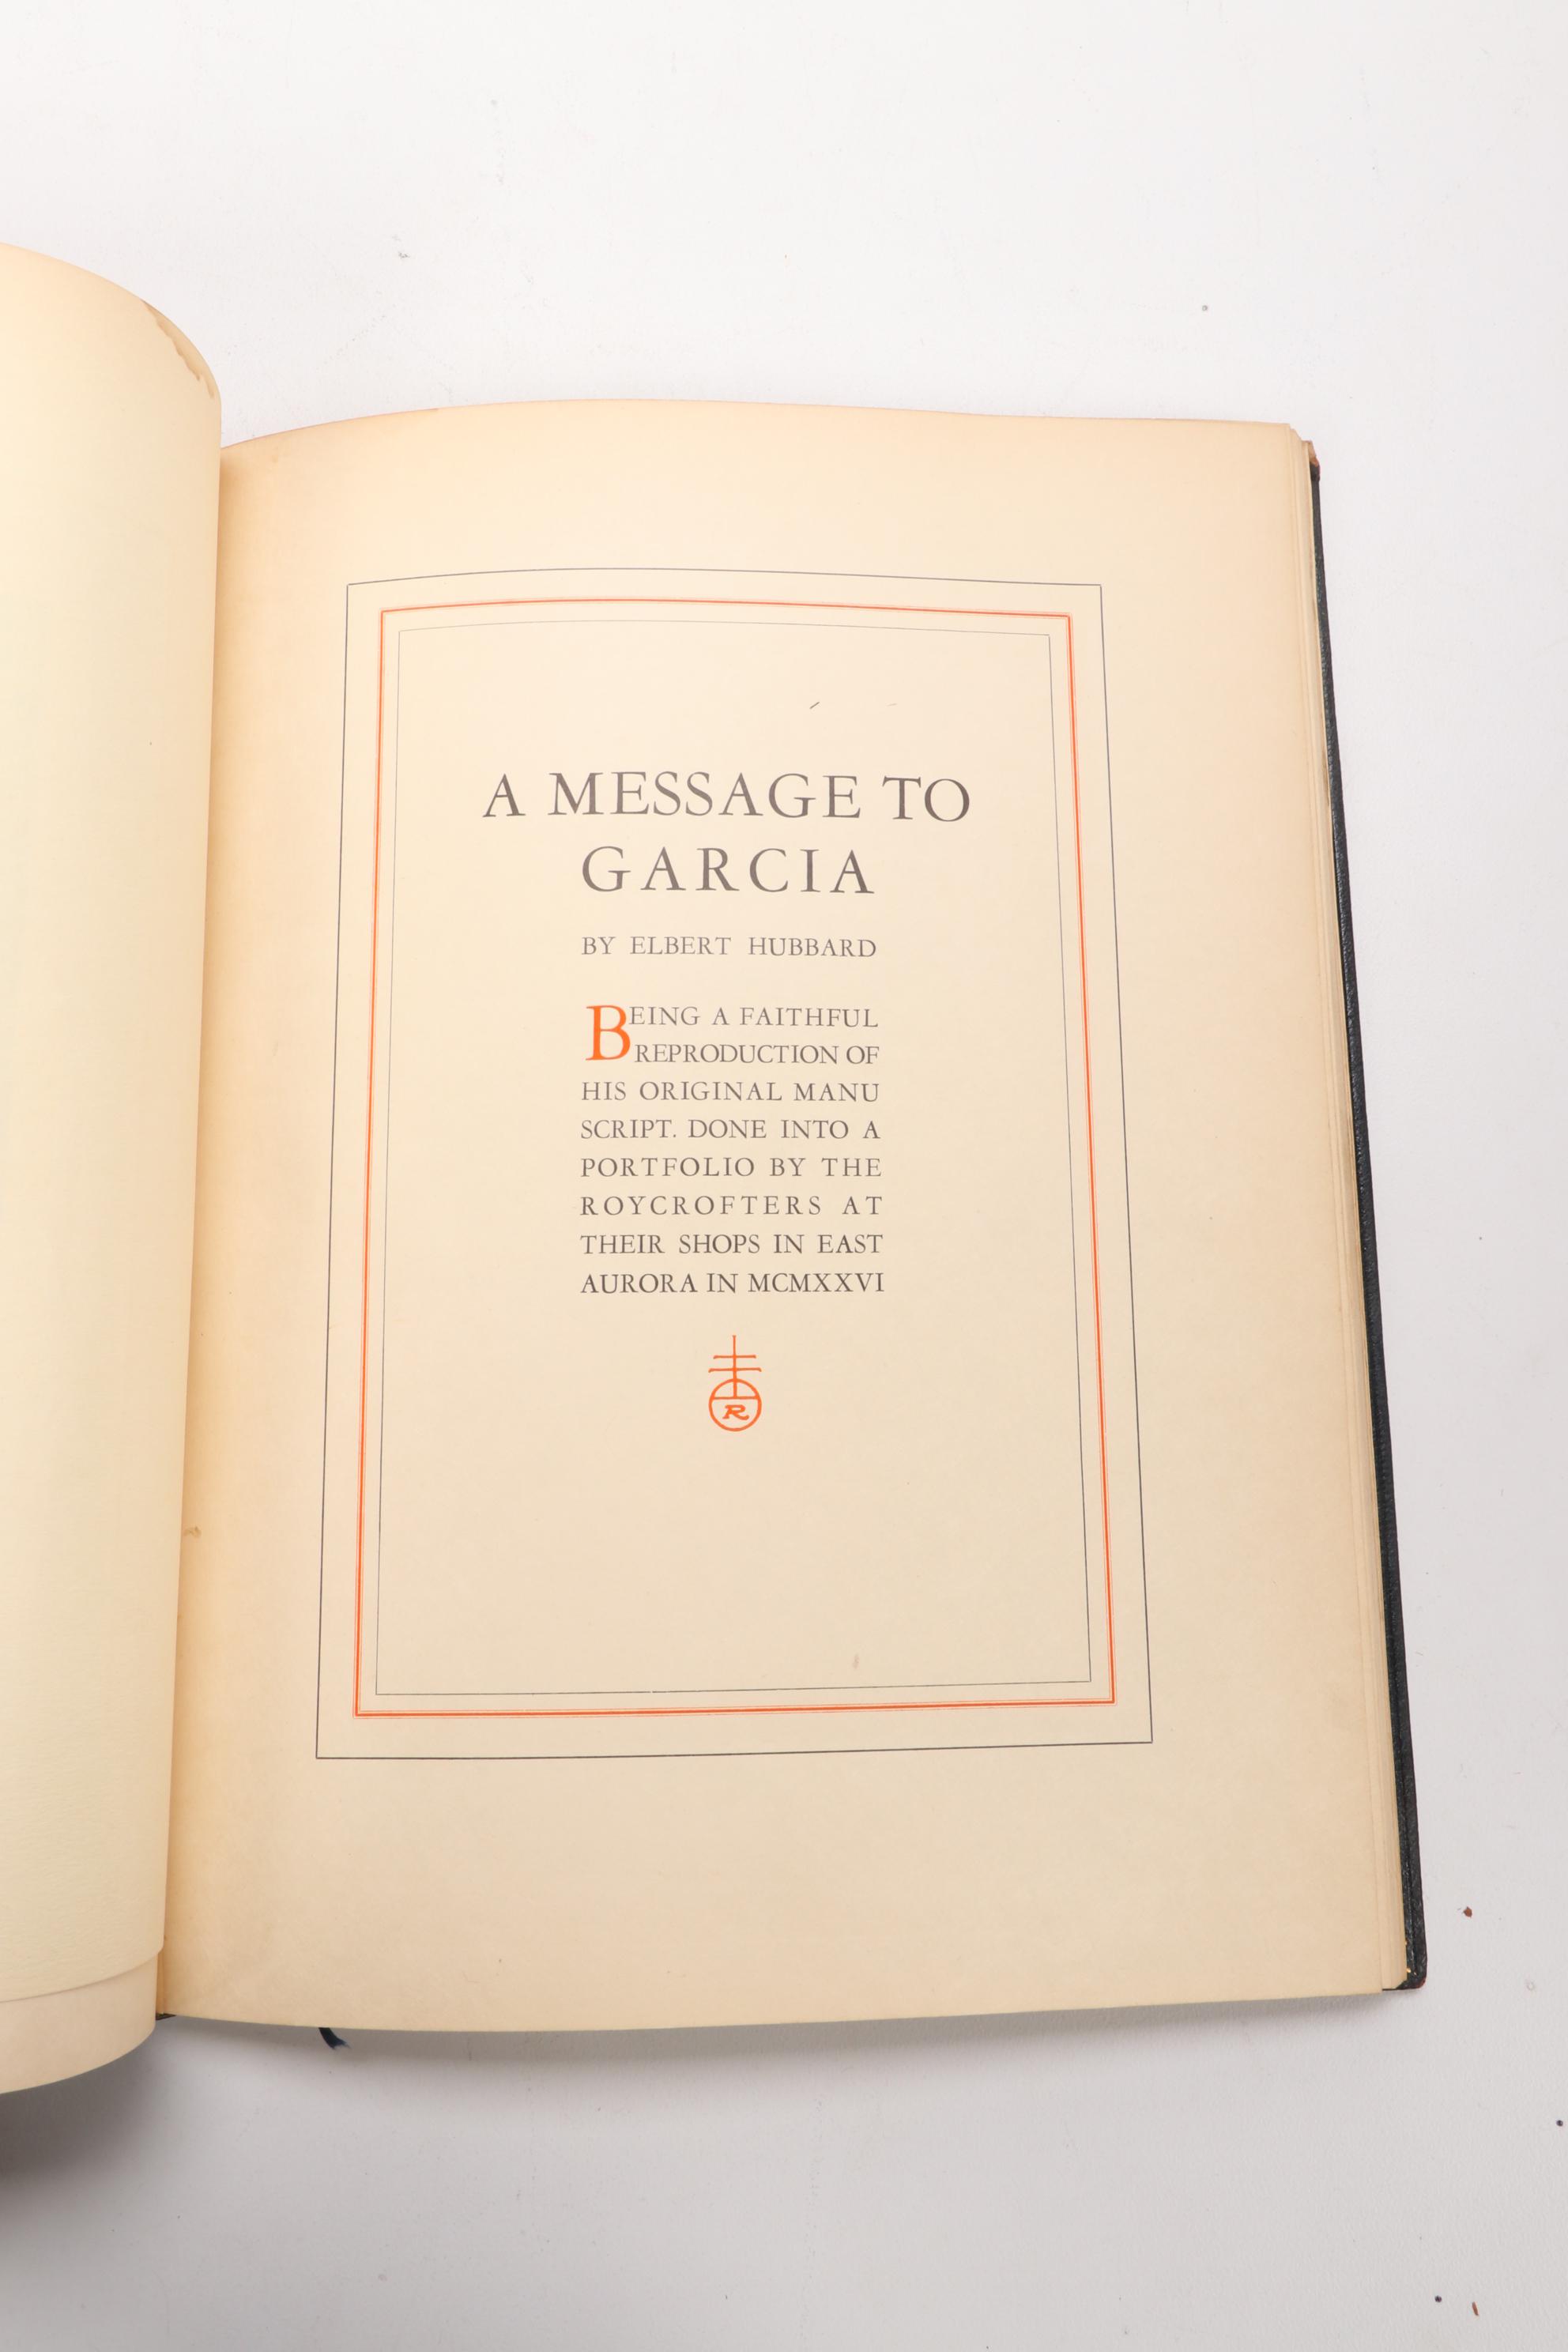 A MESSAGE TO
GARCIA
BY ELBERT HUBBARD
BEING A FAITHFUL
REPRODUCTION OF
HIS ORIGINAL MANU
SCRIPT. DONE INTO A
PORTFOLIO BY THE
ROYCROFTERS AT
THEIR SHOPS IN EAST
AURORA IN MCMXXVI
R